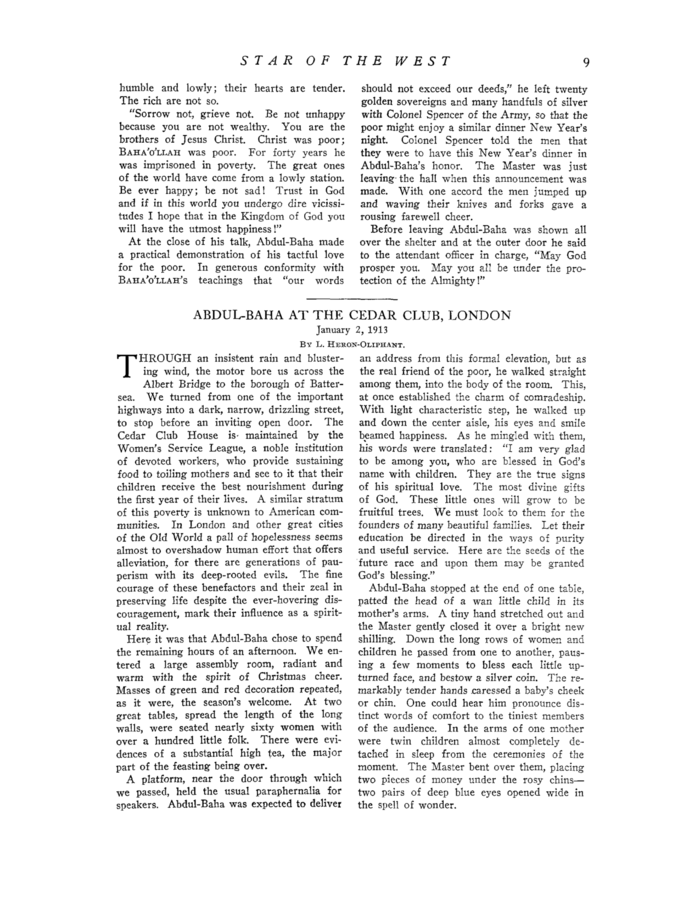 STAR OF THE WEST 9
humble and lowly; their hearts are tender.
The rich are not so.
"Sorrow not, grieve not. Be not unhappy
because you are not wealthy. You are the
brothers of Jesus Christ. Christ was poor;
BAHA'O'LLAH was poor. For forty years he
was imprisoned in poverty. The great ones
of the world have come from a lowly station.
Be ever happy; be not sad! Trust in God
and if in this world you undergo dire vicissi-
tudes I hope that in the Kingdom of God you
will have the utmost happiness!"
At the close of his talk, Abdul-Baha made
a practical demonstration of his tactful love
for the poor. In generous conformity with
BAHA'O'LLAH'S teachings that "our words
should not exceed our deeds," he left twenty
golden sovereigns and many handfuls of silver
with Colonel Spencer of the Army, so that the
poor might enjoy a similar dinner New Year's
night. Colonel Spencer told the men that
they were to have this New Year's dinner in
Abdul-Baha's honor. The Master was just
leaving the hall when this announcement was
made. With one accord the men jumped up
and waving their knives and forks gave a
rousing farewell cheer.
Before leaving Abdul-Baha was shown all
over the shelter and at the outer door he said
to the attendant officer in charge, "May God
prosper you. May you all be under the pro-
tection of the Almighty!"
ABDUL-BAHA AT THE CEDAR CLUB, LONDON
January 2, 1913
BY L. HERON-OLIPHANT.
THROUGH an insistent rain and bluster-
ing wind, the motor bore us across the
Albert Bridge to the borough of Batter-
sea. We turned from one of the important
highways into a dark, narrow, drizzling street,
to stop before an inviting open door. The
Cedar Club House is maintained by the
Women's Service League, a noble institution
of devoted workers, who provide sustaining
food to toiling mothers and see to it that their
children receive the best nourishment during
the first year of their lives. A similar stratum
of this poverty is unknown to American com-
munities. In London and other great cities
of the Old World a pall of hopelessness seems
almost to overshadow human effort that offers
alleviation, for there are generations of pau-
perism with its deep-rooted evils. The fine
courage of these benefactors and their zeal in
preserving life despite the ever-hovering dis-
couragement, mark their influence as a spirit-
ual reality.
Here it was that Abdul-Baha chose to spend
the remaining hours of an afternoon. We en-
tered a large assembly room, radiant and
warm with the spirit of Christmas cheer.
Masses of green and red decoration repeated,
as it were, the season's welcome. At two
great tables, spread the length of the long
walls, were seated nearly sixty women with
over a hundred little folk. There were evi-
dences of a substantial high tea, the major
part of the feasting being over.
A platform, near the door through which
we passed, held the usual paraphernalia for
speakers. Abdul-Baha was expected to deliver
an address from this formal elevation, but as
the real friend of the poor, he walked straight
among them, into the body of the room. This,
at once established the charm of comradeship.
With light characteristic step, he walked up
and down the center aisle, his eyes and smile
beamed happiness. As he mingled with them,
his words were translated: "I am very glad
to be among you, who are blessed in God's
name with children. They are the true signs
of his spiritual love. The most divine gifts
of God. These little ones will grow to be
fruitful trees. We must look to them for the
founders of many beautiful families. Let their
education be directed in the ways of purity
and useful service. Here are the seeds of the
future race and upon them may be granted
God's blessing."
Abdul-Baha stopped at the end of one table,
patted the head of a wan little child in its
mother's arms. A tiny hand stretched out and
the Master gently closed it over a bright new
shilling. Down the long rows of women and
children he passed from one to another, paus-
ing a few moments to bless each little up-
turned face, and bestow a silver coin. The re-
markably tender hands caressed a baby's cheek
or chin. One could hear him pronounce dis-
tinct words of comfort to the tiniest members
of the audience. In the arms of one mother
were twin children almost completely de-
tached in sleep from the ceremonies of the
moment. The Master bent over them, placing
two pieces of money under the rosy chins—
two pairs of deep blue eyes opened wide in
the spell of wonder.